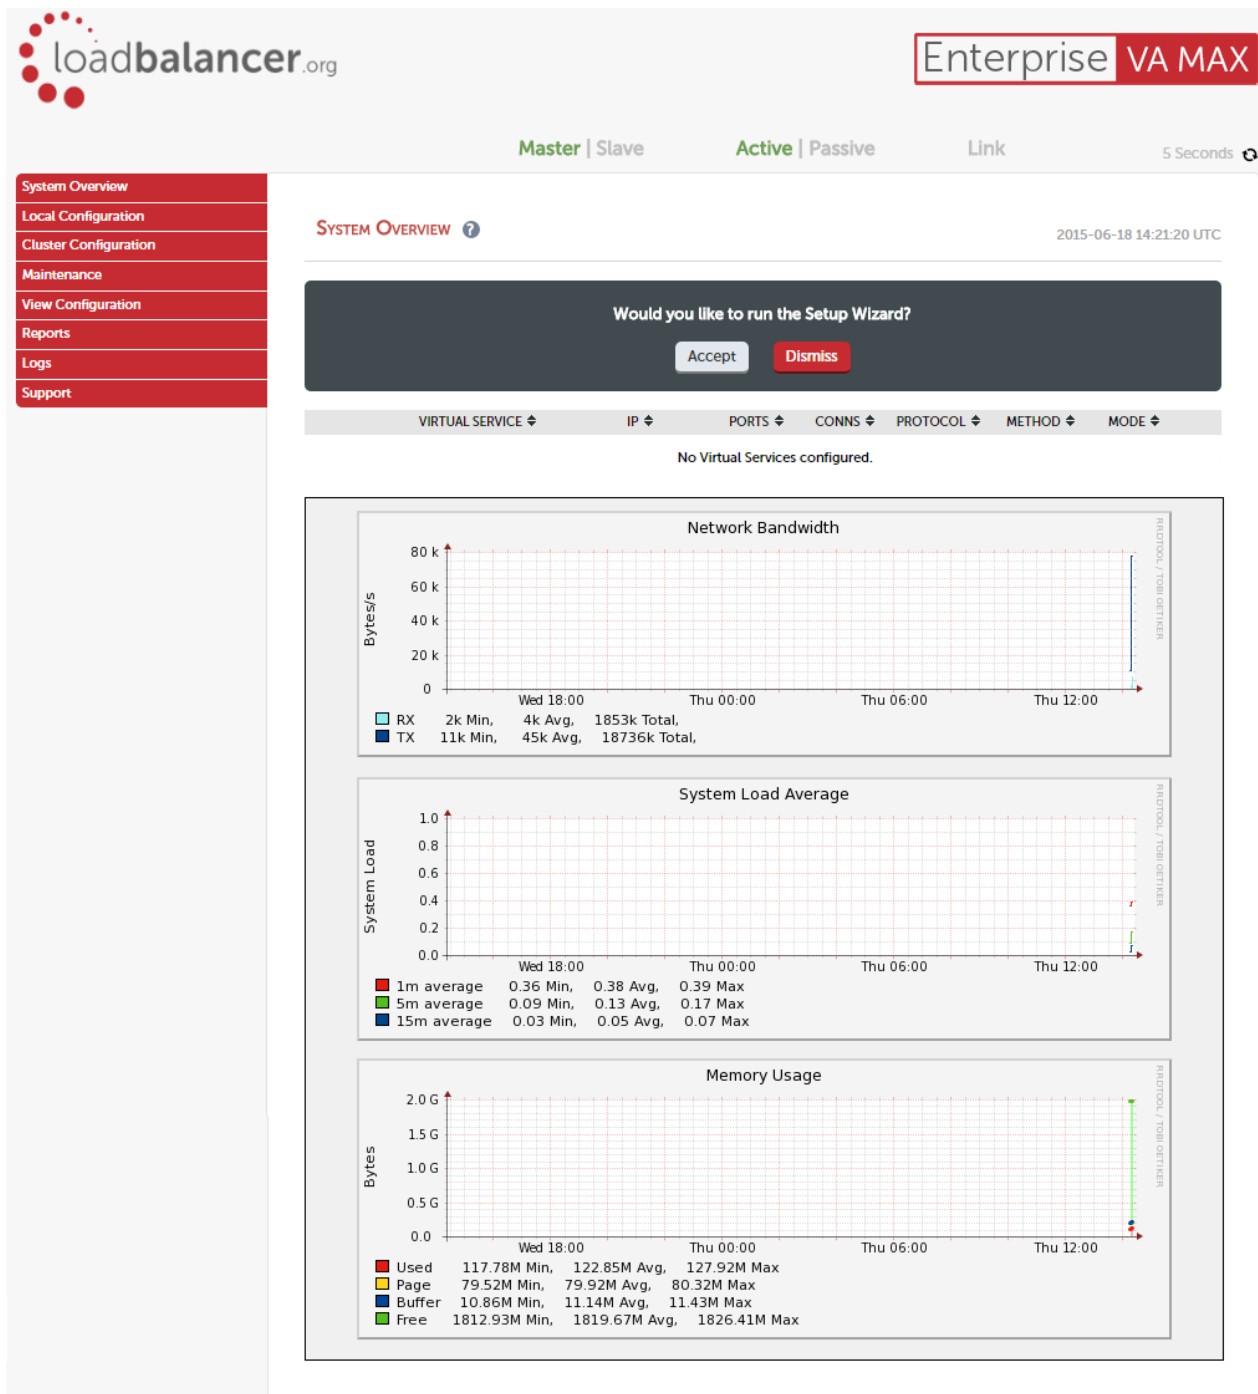 loadbalancer.org
Enterprise VA MAX
Master | Slave Active | Passive Link 5 Seconds
System Overview
Local Configuration
Cluster Configuration
Maintenance
View Configuration
Reports
Logs
Support
SYSTEM OVERVIEW ?
2015-06-18 14:21:20 UTC
Would you like to run the Setup Wizard?
Accept Dismiss
VIRTUAL SERVICE IP PORTS CONNS PROTOCOL METHOD MODE
No Virtual Services configured.
Network Bandwidth
RRDTOOL / TOBI OETIKER
Bytes/s
80 k
60 k
40 k
20 k
0
Wed 18:00 Thu 00:00 Thu 06:00 Thu 12:00
RX 2k Min, 4k Avg, 1853k Total,
TX 11k Min, 45k Avg, 18736k Total,
System Load Average
RRDTOOL / TOBI OETIKER
System Load
1.0
0.8
0.6
0.4
0.2
0.0
Wed 18:00 Thu 00:00 Thu 06:00 Thu 12:00
1m average 0.36 Min, 0.38 Avg, 0.39 Max
5m average 0.09 Min, 0.13 Avg, 0.17 Max
15m average 0.03 Min, 0.05 Avg, 0.07 Max
Memory Usage
RRDTOOL / TOBI OETIKER
Bytes
2.0 G
1.5 G
1.0 G
0.5 G
0.0
Wed 18:00 Thu 00:00 Thu 06:00 Thu 12:00
Used 117.78M Min, 122.85M Avg, 127.92M Max
Page 79.52M Min, 79.92M Avg, 80.32M Max
Buffer 10.86M Min, 11.14M Avg, 11.43M Max
Free 1812.93M Min, 1819.67M Avg, 1826.41M Max